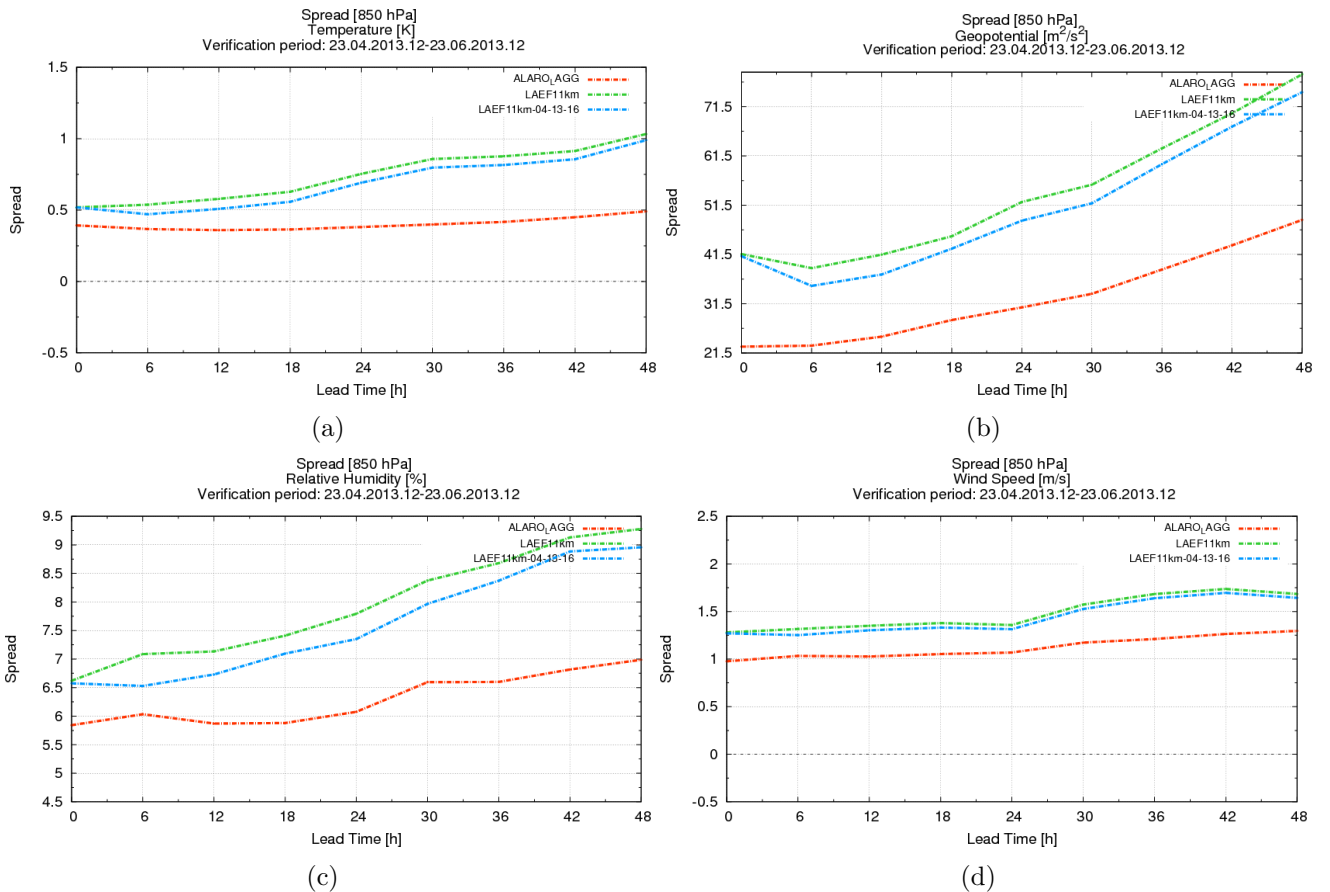 Spread [850 hPa]
Temperature [K]
Verification period: 23.04.2013.12-23.06.2013.12
ALARO_LAGG
LAEF11km
LAEF11km-04-13-16
1.5
1
0.5
0
-0.5
Spread
0 6 12 18 24 30 36 42 48
Lead Time [h]
(a)
Spread [850 hPa]
Geopotential [m²/s²]
Verification period: 23.04.2013.12-23.06.2013.12
ALARO_LAGG
LAEF11km
LAEF11km-04-13-16
71.5
61.5
51.5
41.5
31.5
21.5
Spread
0 6 12 18 24 30 36 42 48
Lead Time [h]
(b)
Spread [850 hPa]
Relative Humidity [%]
Verification period: 23.04.2013.12-23.06.2013.12
ALARO_LAGG
LAEF11km
LAEF11km-04-13-16
9.5
9
8.5
8
7.5
7
6.5
6
5.5
5
4.5
Spread
0 6 12 18 24 30 36 42 48
Lead Time [h]
(c)
Spread [850 hPa]
Wind Speed [m/s]
Verification period: 23.04.2013.12-23.06.2013.12
ALARO_LAGG
LAEF11km
LAEF11km-04-13-16
2.5
2
1.5
1
0.5
0
-0.5
Spread
0 6 12 18 24 30 36 42 48
Lead Time [h]
(d)